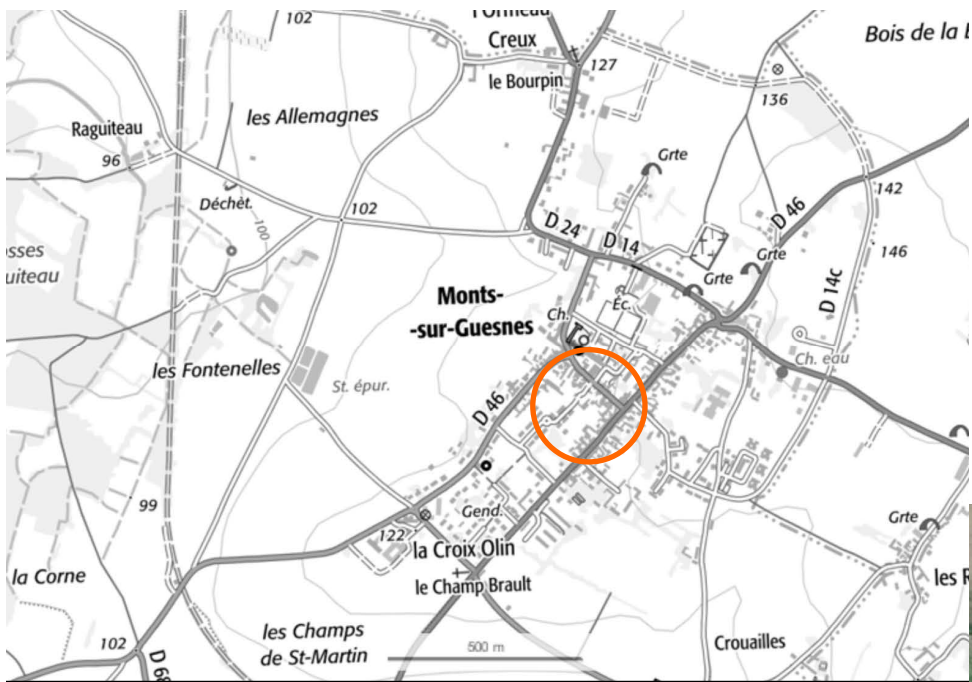 102
l'Ormeau
Creux
le Bourpin
127
Bois de la
136
les Allemagnes
Raguiteau
96
Déchèt.
100
102
Grte
142
D 46
146
D 24
D 14
Grte
Grte
D 14c
Monts-
-sur-Guesnes
Éc.
Ch.
Ch. eau
les Fontenelles
St. épur.
D 46
99
Gend.
122
la Croix Olin
le Champ Brault
Grte
la Corne
les Champs
de St-Martin
102
D 68
500 m
Crouailles